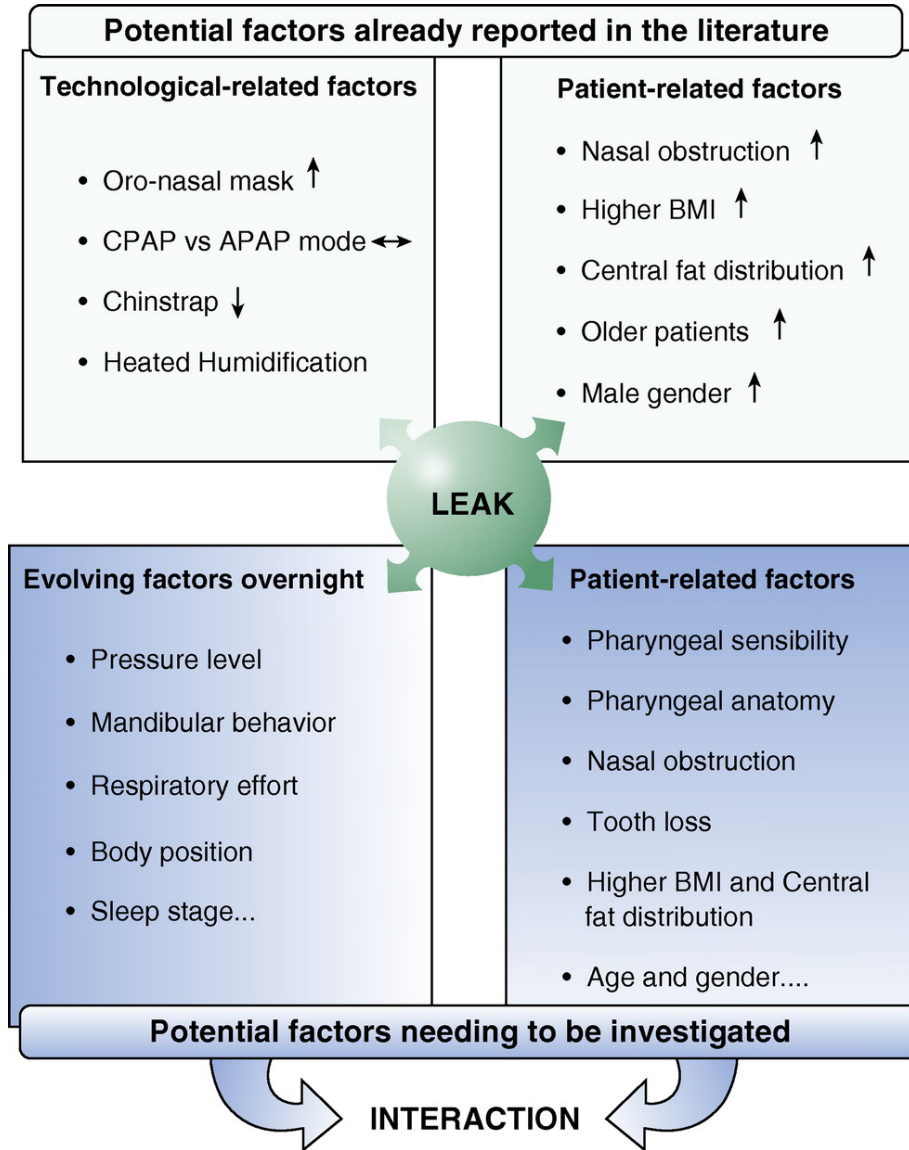 Potential factors already reported in the literature
Technological-related factors
• Oro-nasal mask ↑
• CPAP vs APAP mode ↔
• Chinstrap ↓
• Heated Humidification
Patient-related factors
• Nasal obstruction ↑
• Higher BMI ↑
• Central fat distribution ↑
• Older patients ↑
• Male gender ↑
LEAK
Evolving factors overnight
• Pressure level
• Mandibular behavior
• Respiratory effort
• Body position
• Sleep stage...
Patient-related factors
• Pharyngeal sensibility
• Pharyngeal anatomy
• Nasal obstruction
• Tooth loss
• Higher BMI and Central
fat distribution
• Age and gender....
Potential factors needing to be investigated
INTERACTION